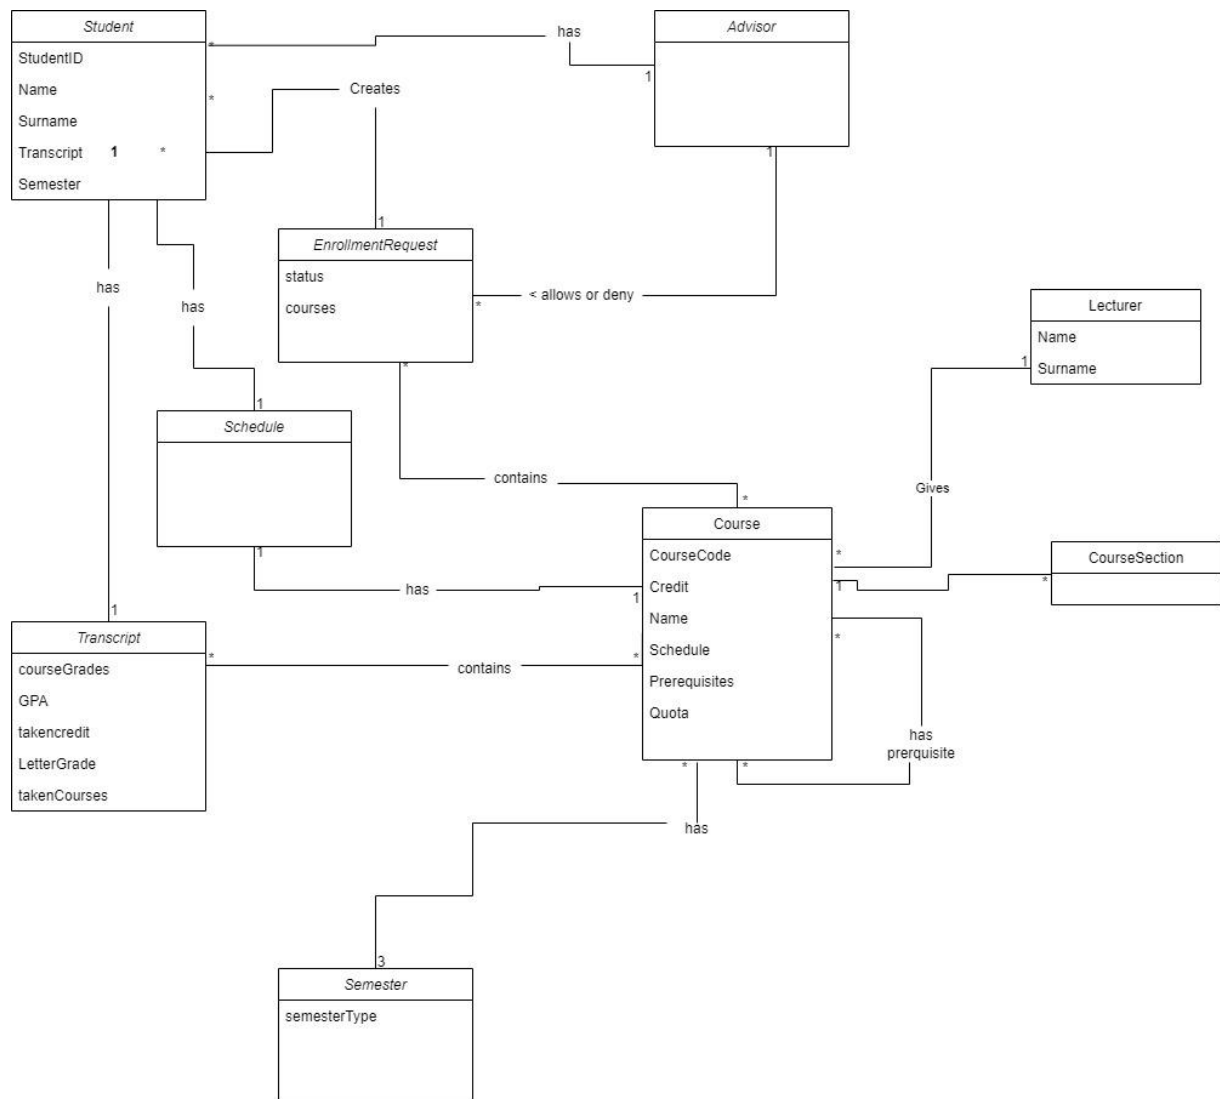 Student
StudentID
Name
Surname
Transcript 1 *
Semester
*
*
has
Advisor
1
Creates
1
1
EnrollmentRequest
status
courses
< allows or deny
*
*
has
has
Lecturer
Name
Surname
1
1
Schedule
1
contains
*
Gives
Course
CourseCode
Credit
Name
Schedule
Prerequisites
Quota
*
1
CourseSection
*
has
1
1
Transcript
courseGrades
GPA
takencredit
LetterGrade
takenCourses
*
contains
*
*
has
prerquisite
*
*
has
3
Semester
semesterType